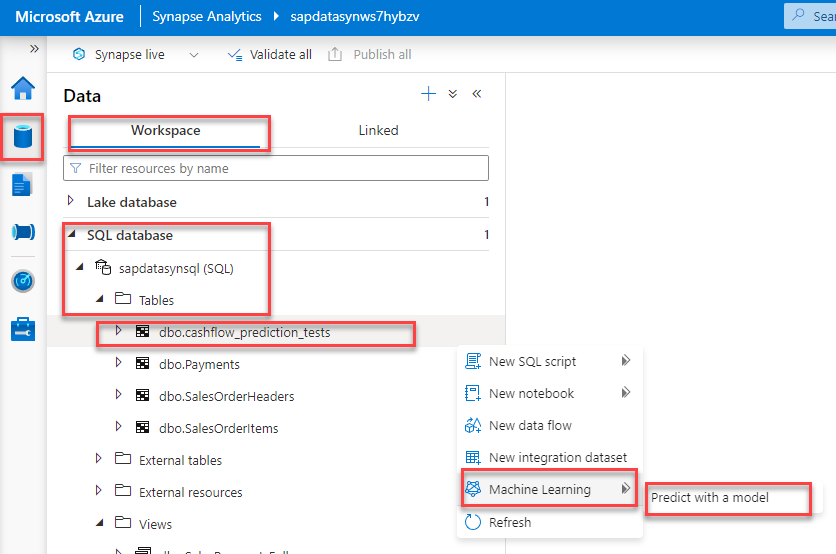 Microsoft Azure
Synapse Analytics
sapdatasynws7hybzv
Sea
Synapse live
Validate all
Publish all
Data
Workspace
Linked
Filter resources by name
Lake database
1
SQL database
1
sapdatasynsql (SQL)
Tables
dbo.cashflow_prediction_tests
dbo.Payments
dbo.SalesOrderHeaders
dbo.SalesOrderItems
External tables
External resources
Views
New SQL script
New notebook
New data flow
New integration dataset
Machine Learning
Predict with a model
Refresh